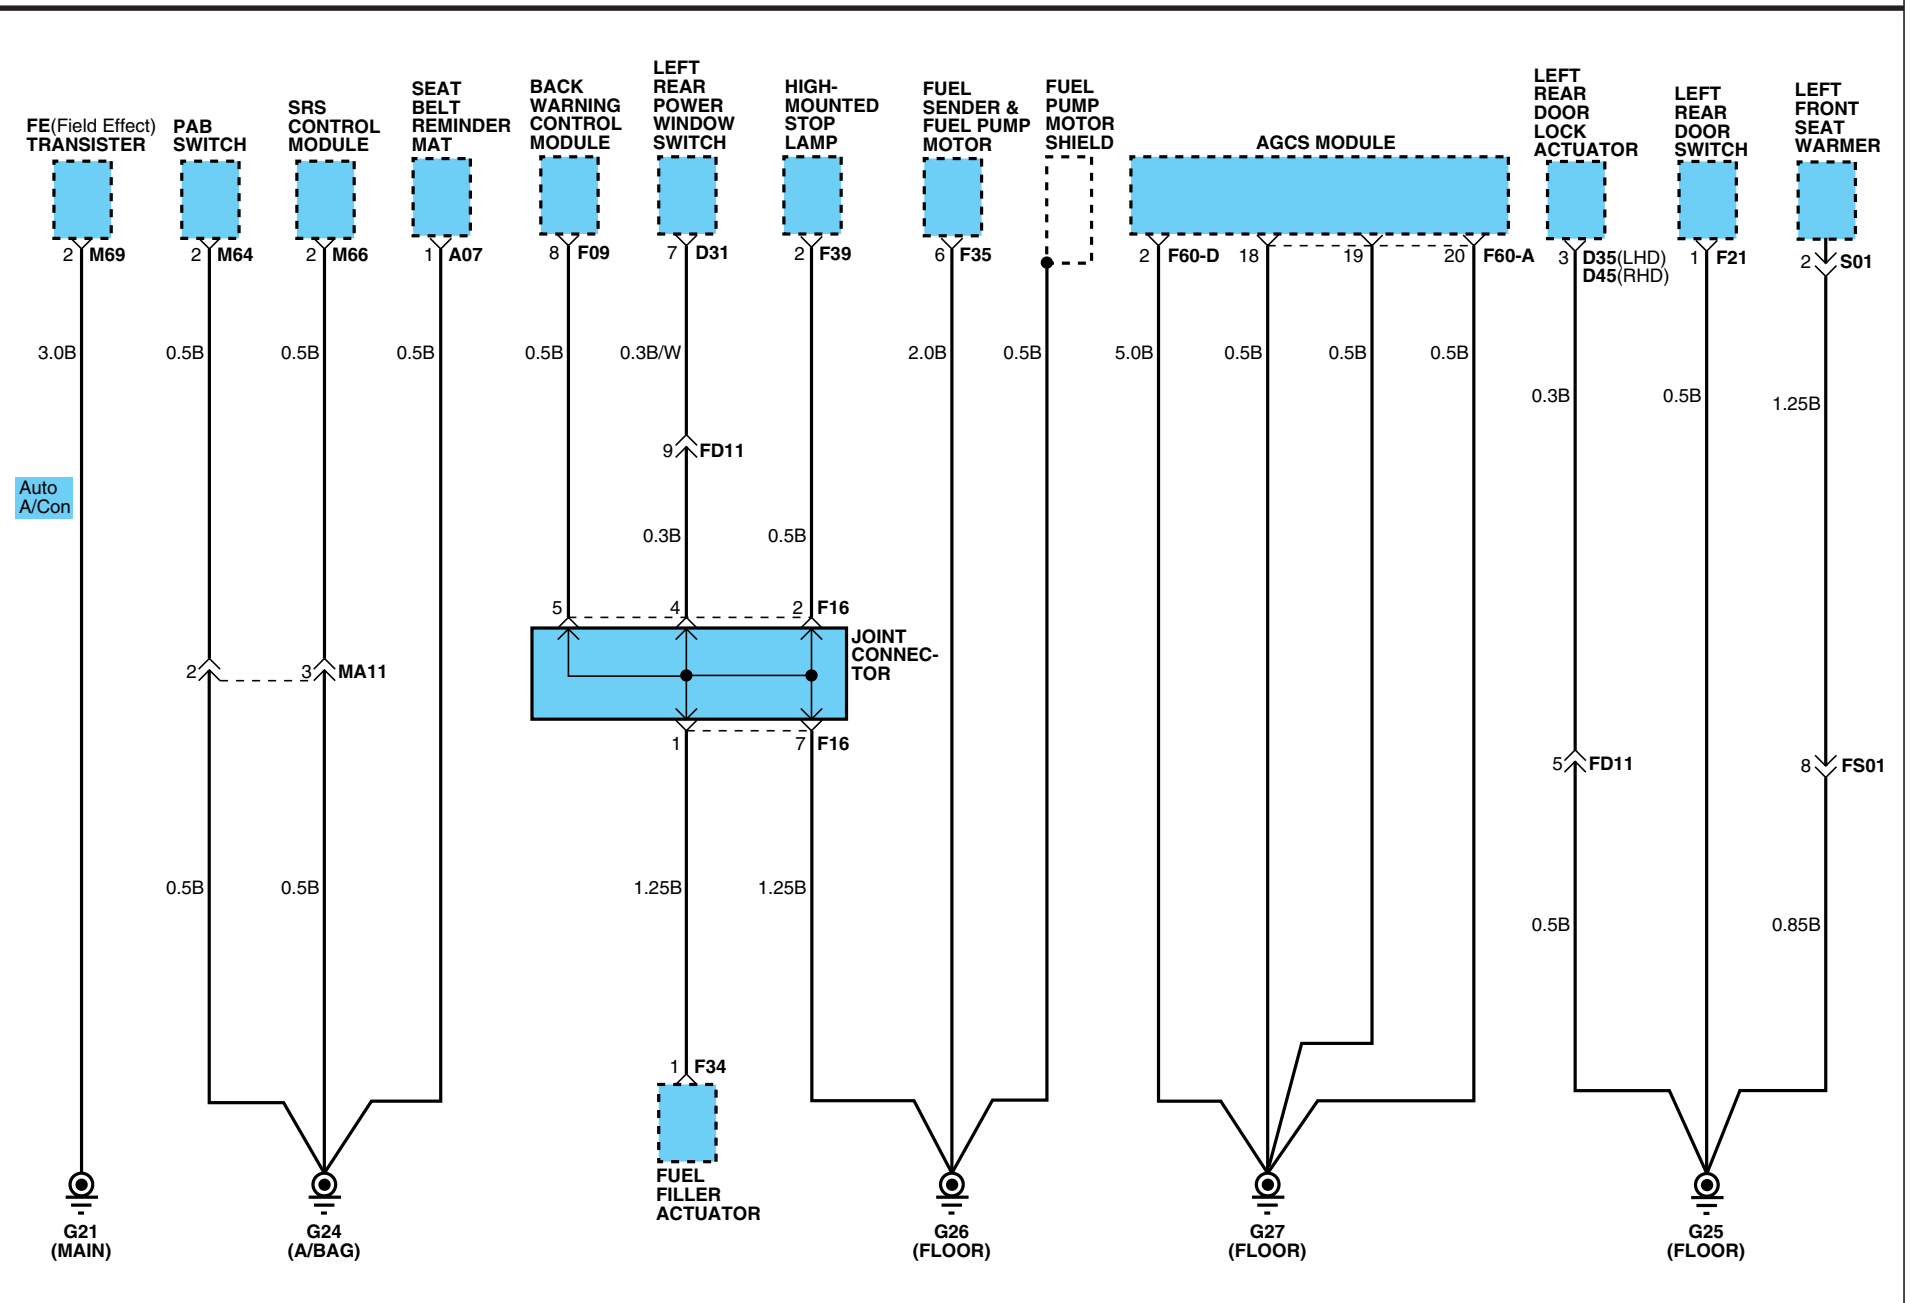 FE(Field Effect)
TRANSISTER
PAB
SWITCH
SRS
CONTROL
MODULE
SEAT
BELT
REMINDER
MAT
BACK
WARNING
CONTROL
MODULE
LEFT
REAR
POWER
WINDOW
SWITCH
HIGH-
MOUNTED
STOP
LAMP
FUEL
SENDER &
FUEL PUMP
MOTOR
FUEL
PUMP
MOTOR
SHIELD
AGCS MODULE
LEFT
REAR
DOOR
LOCK
ACTUATOR
LEFT
REAR
DOOR
SWITCH
LEFT
FRONT
SEAT
WARMER
2 M69
2 M64
2 M66
1 A07
8 F09
7 D31
2 F39
6 F35
2 F60-D
18
19
20 F60-A
3 D35(LHD)
D45(RHD)
1 F21
2 S01
3.0B
0.5B
0.5B
0.5B
0.5B
0.3B/W
2.0B
0.5B
5.0B
0.5B
0.5B
0.5B
0.3B
0.5B
1.25B
9 FD11
Auto
A/Con
0.3B
0.5B
5
4
2 F16
JOINT
CONNEC-
TOR
2
3 MA11
1
7 F16
5 FD11
8 FS01
0.5B
0.5B
1.25B
1.25B
0.5B
0.85B
1 F34
FUEL
FILLER
ACTUATOR
G21
(MAIN)
G24
(A/BAG)
G26
(FLOOR)
G27
(FLOOR)
G25
(FLOOR)